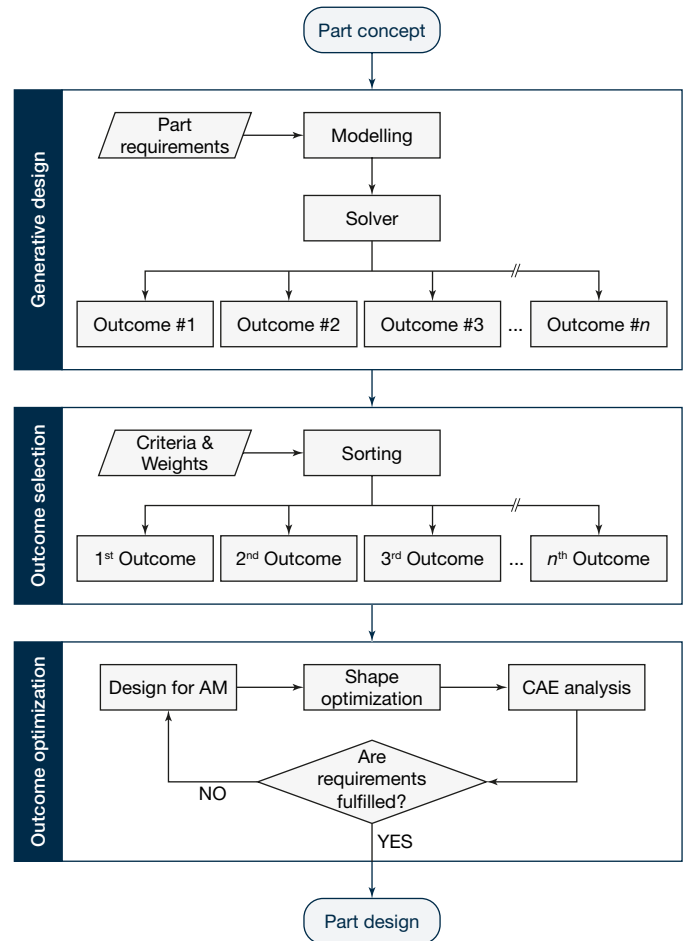 Part concept
Generative design
Part
requirements
Modelling
Solver
Outcome #1
Outcome #2
Outcome #3
...
Outcome #n
Outcome selection
Criteria &
Weights
Sorting
1st Outcome
2nd Outcome
3rd Outcome
...
nth Outcome
Outcome optimization
Design for AM
Shape
optimization
CAE analysis
Are
requirements
fulfilled?
NO
YES
Part design